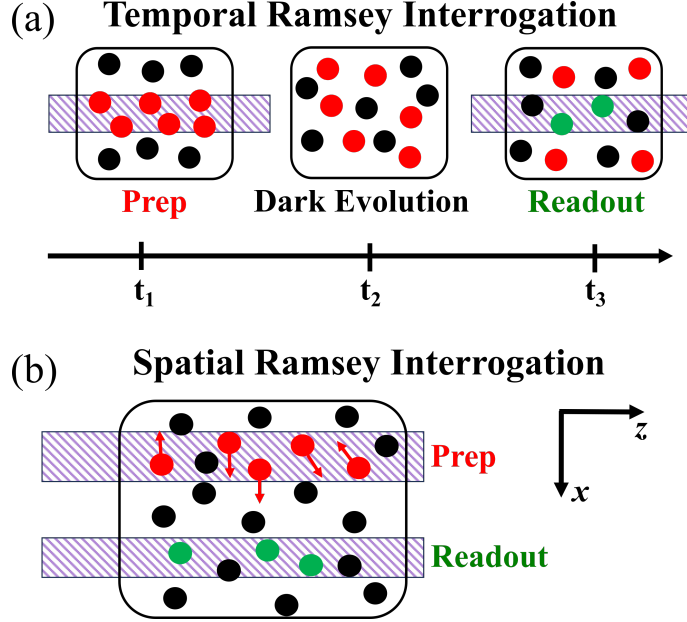 (a) Temporal Ramsey Interrogation
Prep Dark Evolution Readout
t1 t2 t3
(b) Spatial Ramsey Interrogation
z
Prep
x
Readout